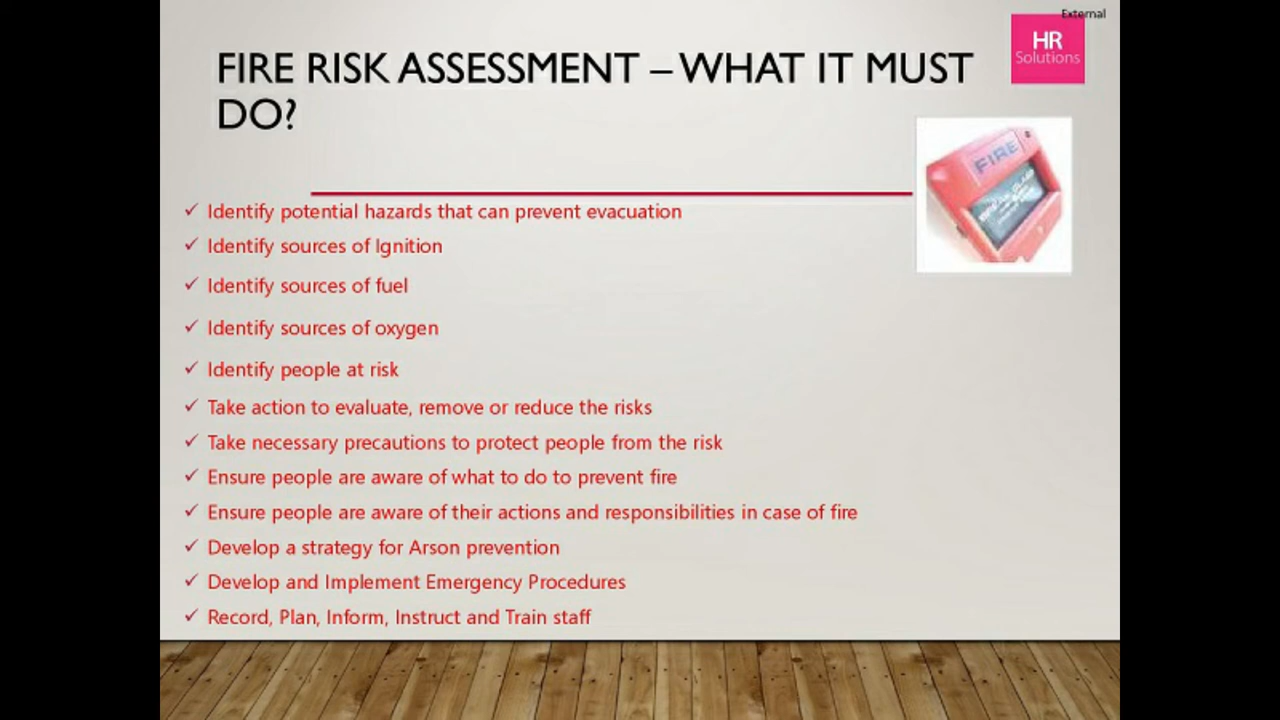 External
HR
Solutions
FIRE RISK ASSESSMENT – WHAT IT MUST
DO?
FIRE
✓ Identify potential hazards that can prevent evacuation
✓ Identify sources of Ignition
✓ Identify sources of fuel
✓ Identify sources of oxygen
✓ Identify people at risk
✓ Take action to evaluate, remove or reduce the risks
✓ Take necessary precautions to protect people from the risk
✓ Ensure people are aware of what to do to prevent fire
✓ Ensure people are aware of their actions and responsibilities in case of fire
✓ Develop a strategy for Arson prevention
✓ Develop and Implement Emergency Procedures
✓ Record, Plan, Inform, Instruct and Train staff